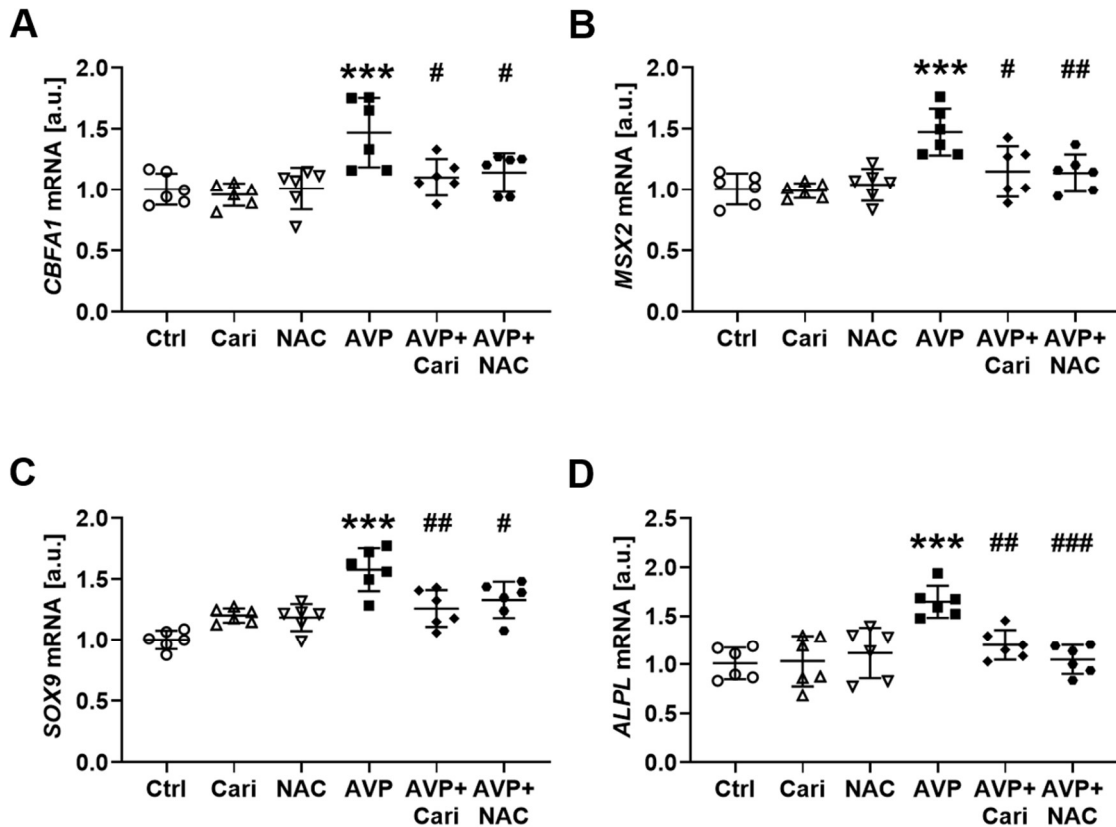 A
CBFA1 mRNA [a.u.]
2.0
1.5
1.0
0.5
0.0
*** # #
Ctrl Cari NAC AVP AVP+ AVP+
Cari NAC
B
MSX2 mRNA [a.u.]
2.0
1.5
1.0
0.5
0.0
*** # ##
Ctrl Cari NAC AVP AVP+ AVP+
Cari NAC
C
SOX9 mRNA [a.u.]
2.0
1.5
1.0
0.5
0.0
*** ## #
Ctrl Cari NAC AVP AVP+ AVP+
Cari NAC
D
ALPL mRNA [a.u.]
2.5
2.0
1.5
1.0
0.5
0.0
*** ## ###
Ctrl Cari NAC AVP AVP+ AVP+
Cari NAC